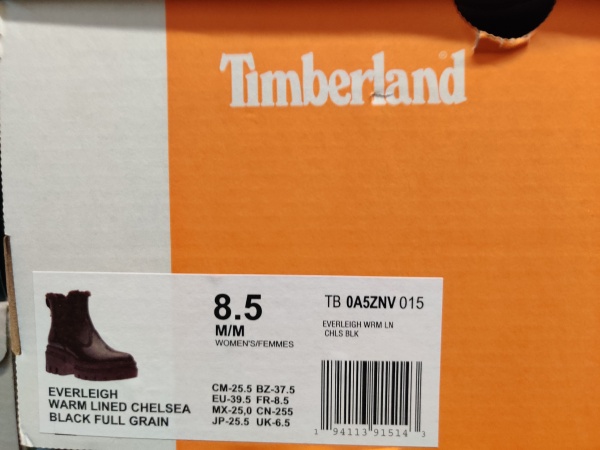 Timberland
8.5
M/M
WOMEN'S/FEMMES
TB 0A5ZNV 015
EVERLEIGH WRM LN
CHLS BLK
EVERLEIGH
WARM LINED CHELSEA
BLACK FULL GRAIN
CM-25.5 BZ-37.5
EU-39.5 FR-8.5
MX-25,0 CN-255
JP-25.5 UK-6.5
1 94113 91514 3